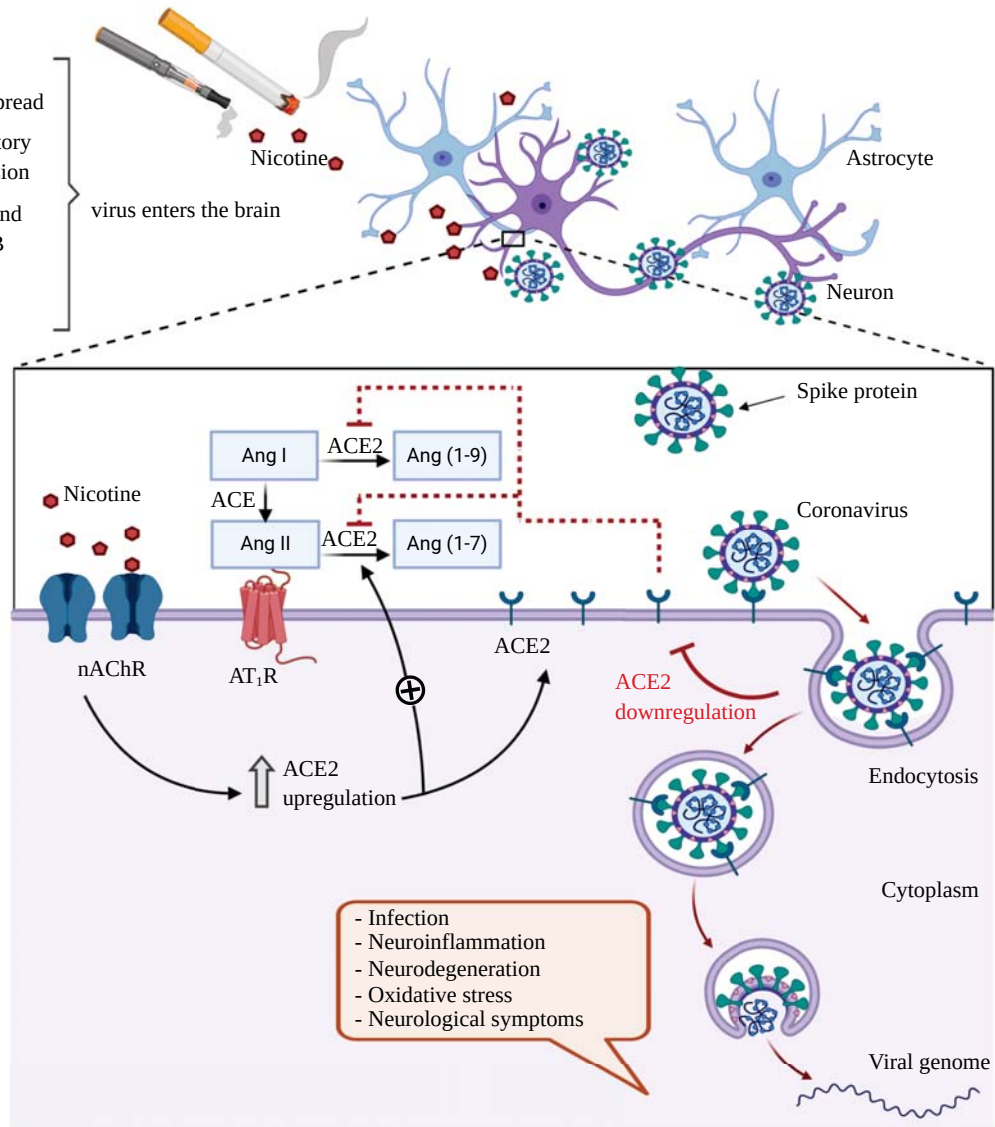 pread
tory
sion
nd
3
virus enters the brain
Nicotine
Astrocyte
Neuron
Spike protein
Ang I
ACE2
Ang (1-9)
ACE
Nicotine
Coronavirus
Ang II
ACE2
Ang (1-7)
nAChR
AT₁R
ACE2
ACE2
downregulation
ACE2
upregulation
Endocytosis
Cytoplasm
- Infection
- Neuroinflammation
- Neurodegeneration
- Oxidative stress
- Neurological symptoms
Viral genome